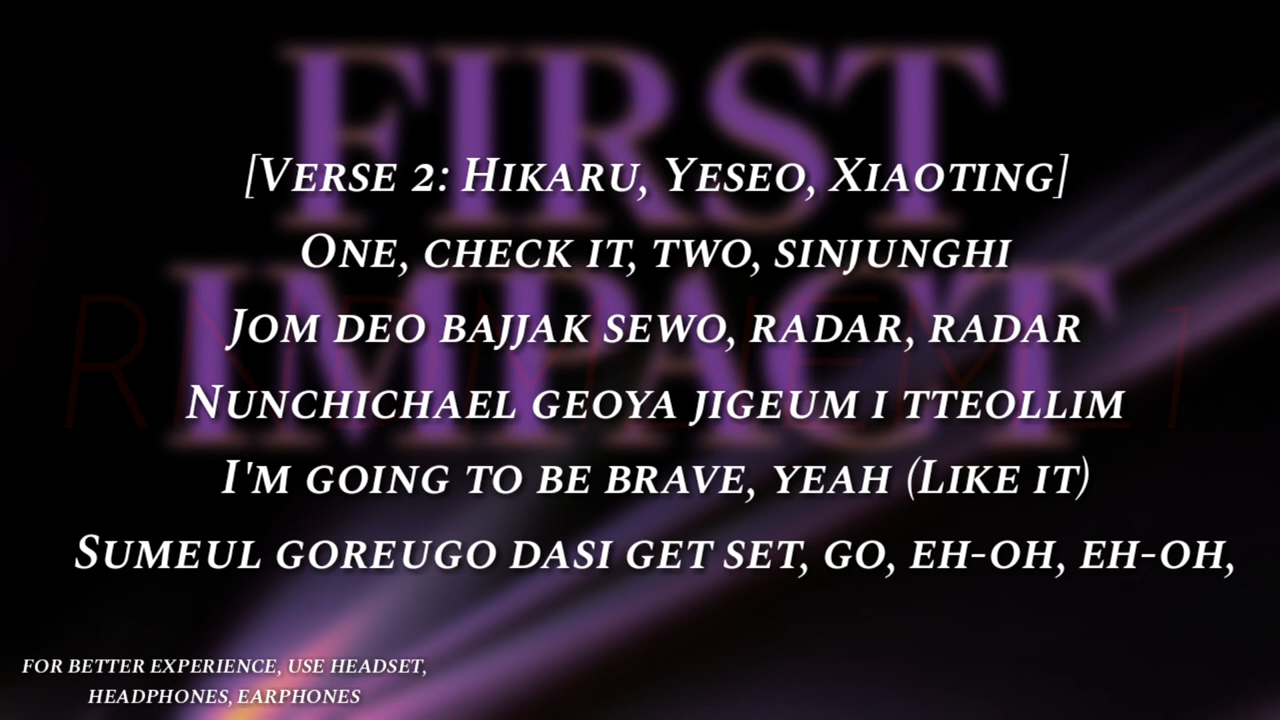 FIRST
IMPACT
[Verse 2: Hikaru, Yeseo, Xiaoting]
One, check it, two, sinjunghi
Jom deo bajjak sewo, radar, radar
Nunchichael geoya jigeum i tteollim
I'm going to be brave, yeah (Like it)
Sumeul goreugo dasi get set, go, eh-oh, eh-oh,
FOR BETTER EXPERIENCE, USE HEADSET,
HEADPHONES, EARPHONES